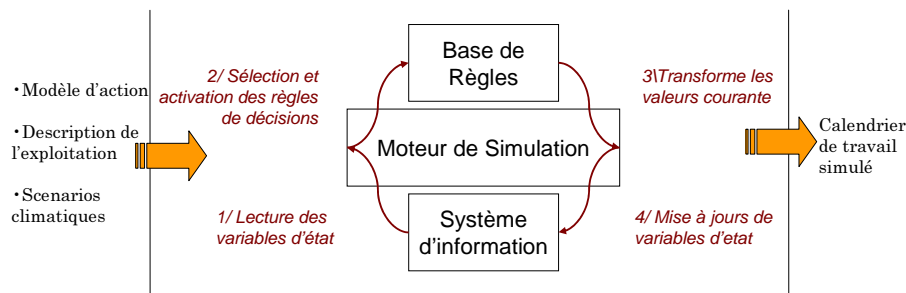 •Modèle d'action
•Description de
l'exploitation
•Scenarios
climatiques
2/ Sélection et
activation des règles
de décisions
1/ Lecture des
variables d'état
Base de
Règles
Moteur de Simulation
Système
d'information
3\Transforme les
valeurs courante
4/ Mise à jours de
variables d'etat
Calendrier
de travail
simulé